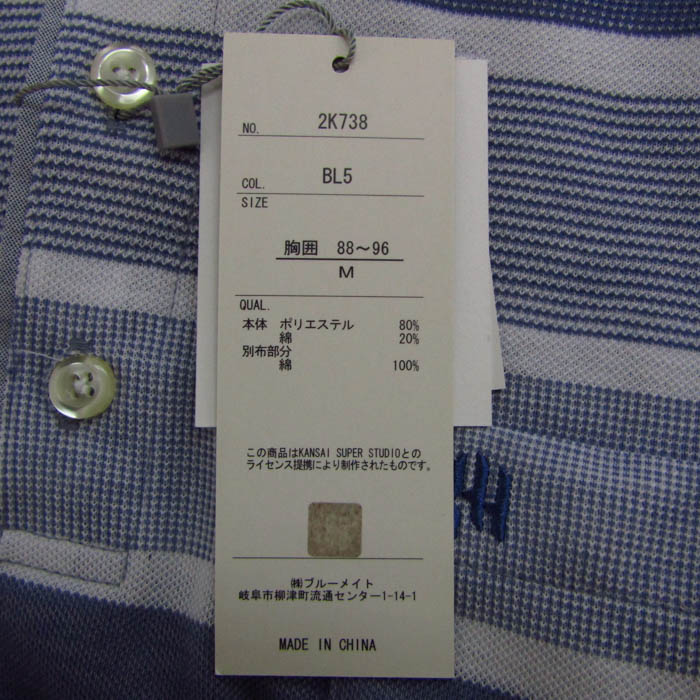 NO. 2K738
COL. BL5
SIZE
胸囲 88～96
M
QUAL.
本体 ポリエステル 80%
綿 20%
別布部分
綿 100%
この商品はKANSAI SUPER STUDIOとの
ライセンス提携により制作されたものです。
㈱ブルーメイト
岐阜市柳津町流通センター1-14-1
MADE IN CHINA